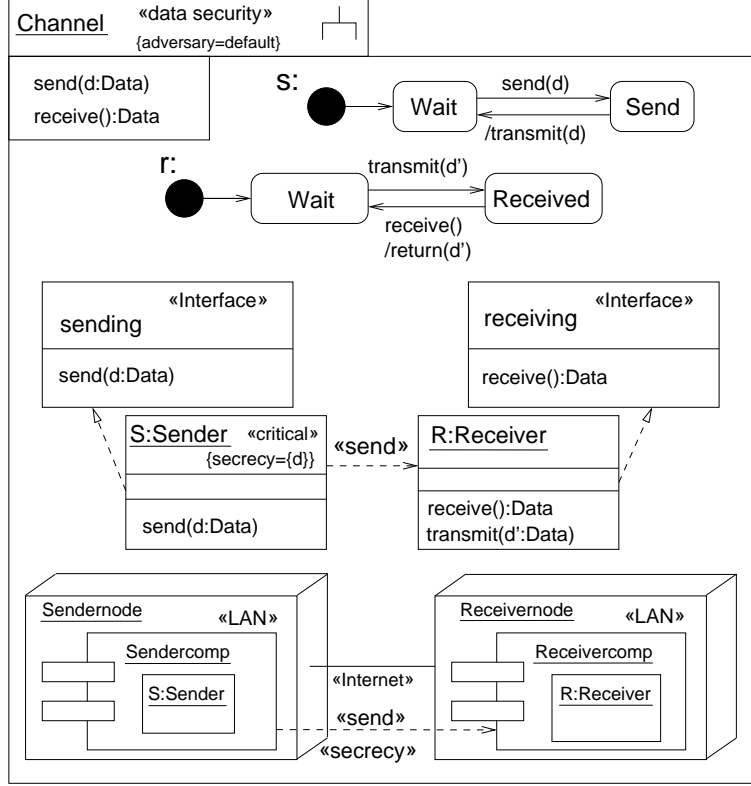 Channel
«data security»
{adversary=default}
send(d:Data)
receive():Data
s:
Wait
send(d)
Send
/transmit(d)
r:
Wait
transmit(d')
Received
receive()
/return(d')
«Interface»
sending
send(d:Data)
«Interface»
receiving
receive():Data
S:Sender «critical»
{secrecy={d}}
send(d:Data)
«send»
R:Receiver
receive():Data
transmit(d':Data)
Sendernode
«LAN»
Sendercomp
S:Sender
«Internet»
«send»
«secrecy»
Receivernode
«LAN»
Receivercomp
R:Receiver